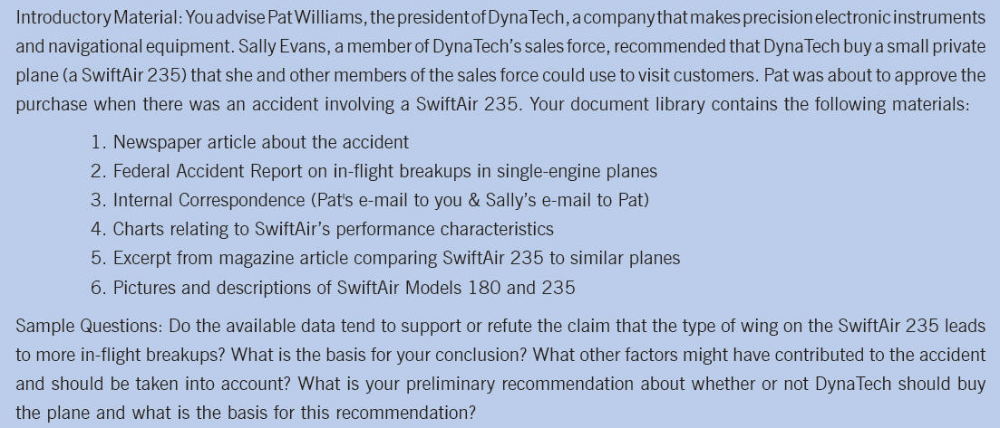 Introductory Material: You advise Pat Williams, the president of DynaTech, a company that makes precision electronic instruments
and navigational equipment. Sally Evans, a member of DynaTech’s sales force, recommended that DynaTech buy a small private
plane (a SwiftAir 235) that she and other members of the sales force could use to visit customers. Pat was about to approve the
purchase when there was an accident involving a SwiftAir 235. Your document library contains the following materials:
1. Newspaper article about the accident
2. Federal Accident Report on in-flight breakups in single-engine planes
3. Internal Correspondence (Pat's e-mail to you & Sally’s e-mail to Pat)
4. Charts relating to SwiftAir’s performance characteristics
5. Excerpt from magazine article comparing SwiftAir 235 to similar planes
6. Pictures and descriptions of SwiftAir Models 180 and 235
Sample Questions: Do the available data tend to support or refute the claim that the type of wing on the SwiftAir 235 leads
to more in-flight breakups? What is the basis for your conclusion? What other factors might have contributed to the accident
and should be taken into account? What is your preliminary recommendation about whether or not DynaTech should buy
the plane and what is the basis for this recommendation?